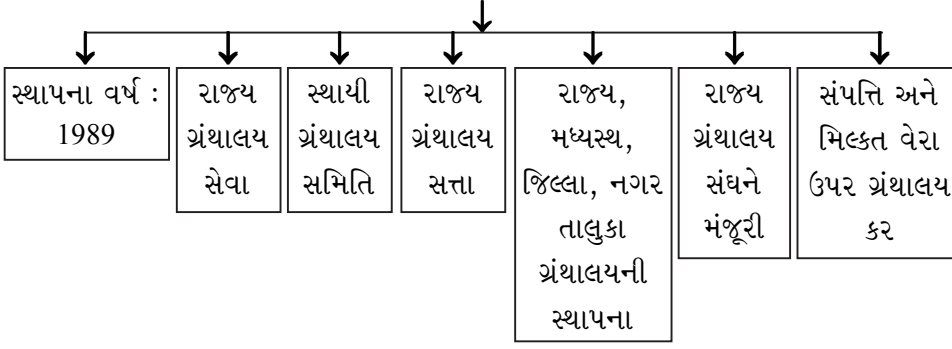 સ્થાપના વર્ષ :
1989
રાજ્ય
ગ્રંથાલય
સેવા
સ્થાયી
ગ્રંથાલય
સમિતિ
રાજ્ય
ગ્રંથાલય
સત્તા
રાજ્ય,
મધ્યસ્થ,
જિલ્લા, નગર
તાલુકા
ગ્રંથાલયની
સ્થાપના
રાજ્ય
ગ્રંથાલય
સંઘને
મંજૂરી
સંપત્તિ અને
મિલ્કત વેરા
ઉપર ગ્રંથાલય
કર